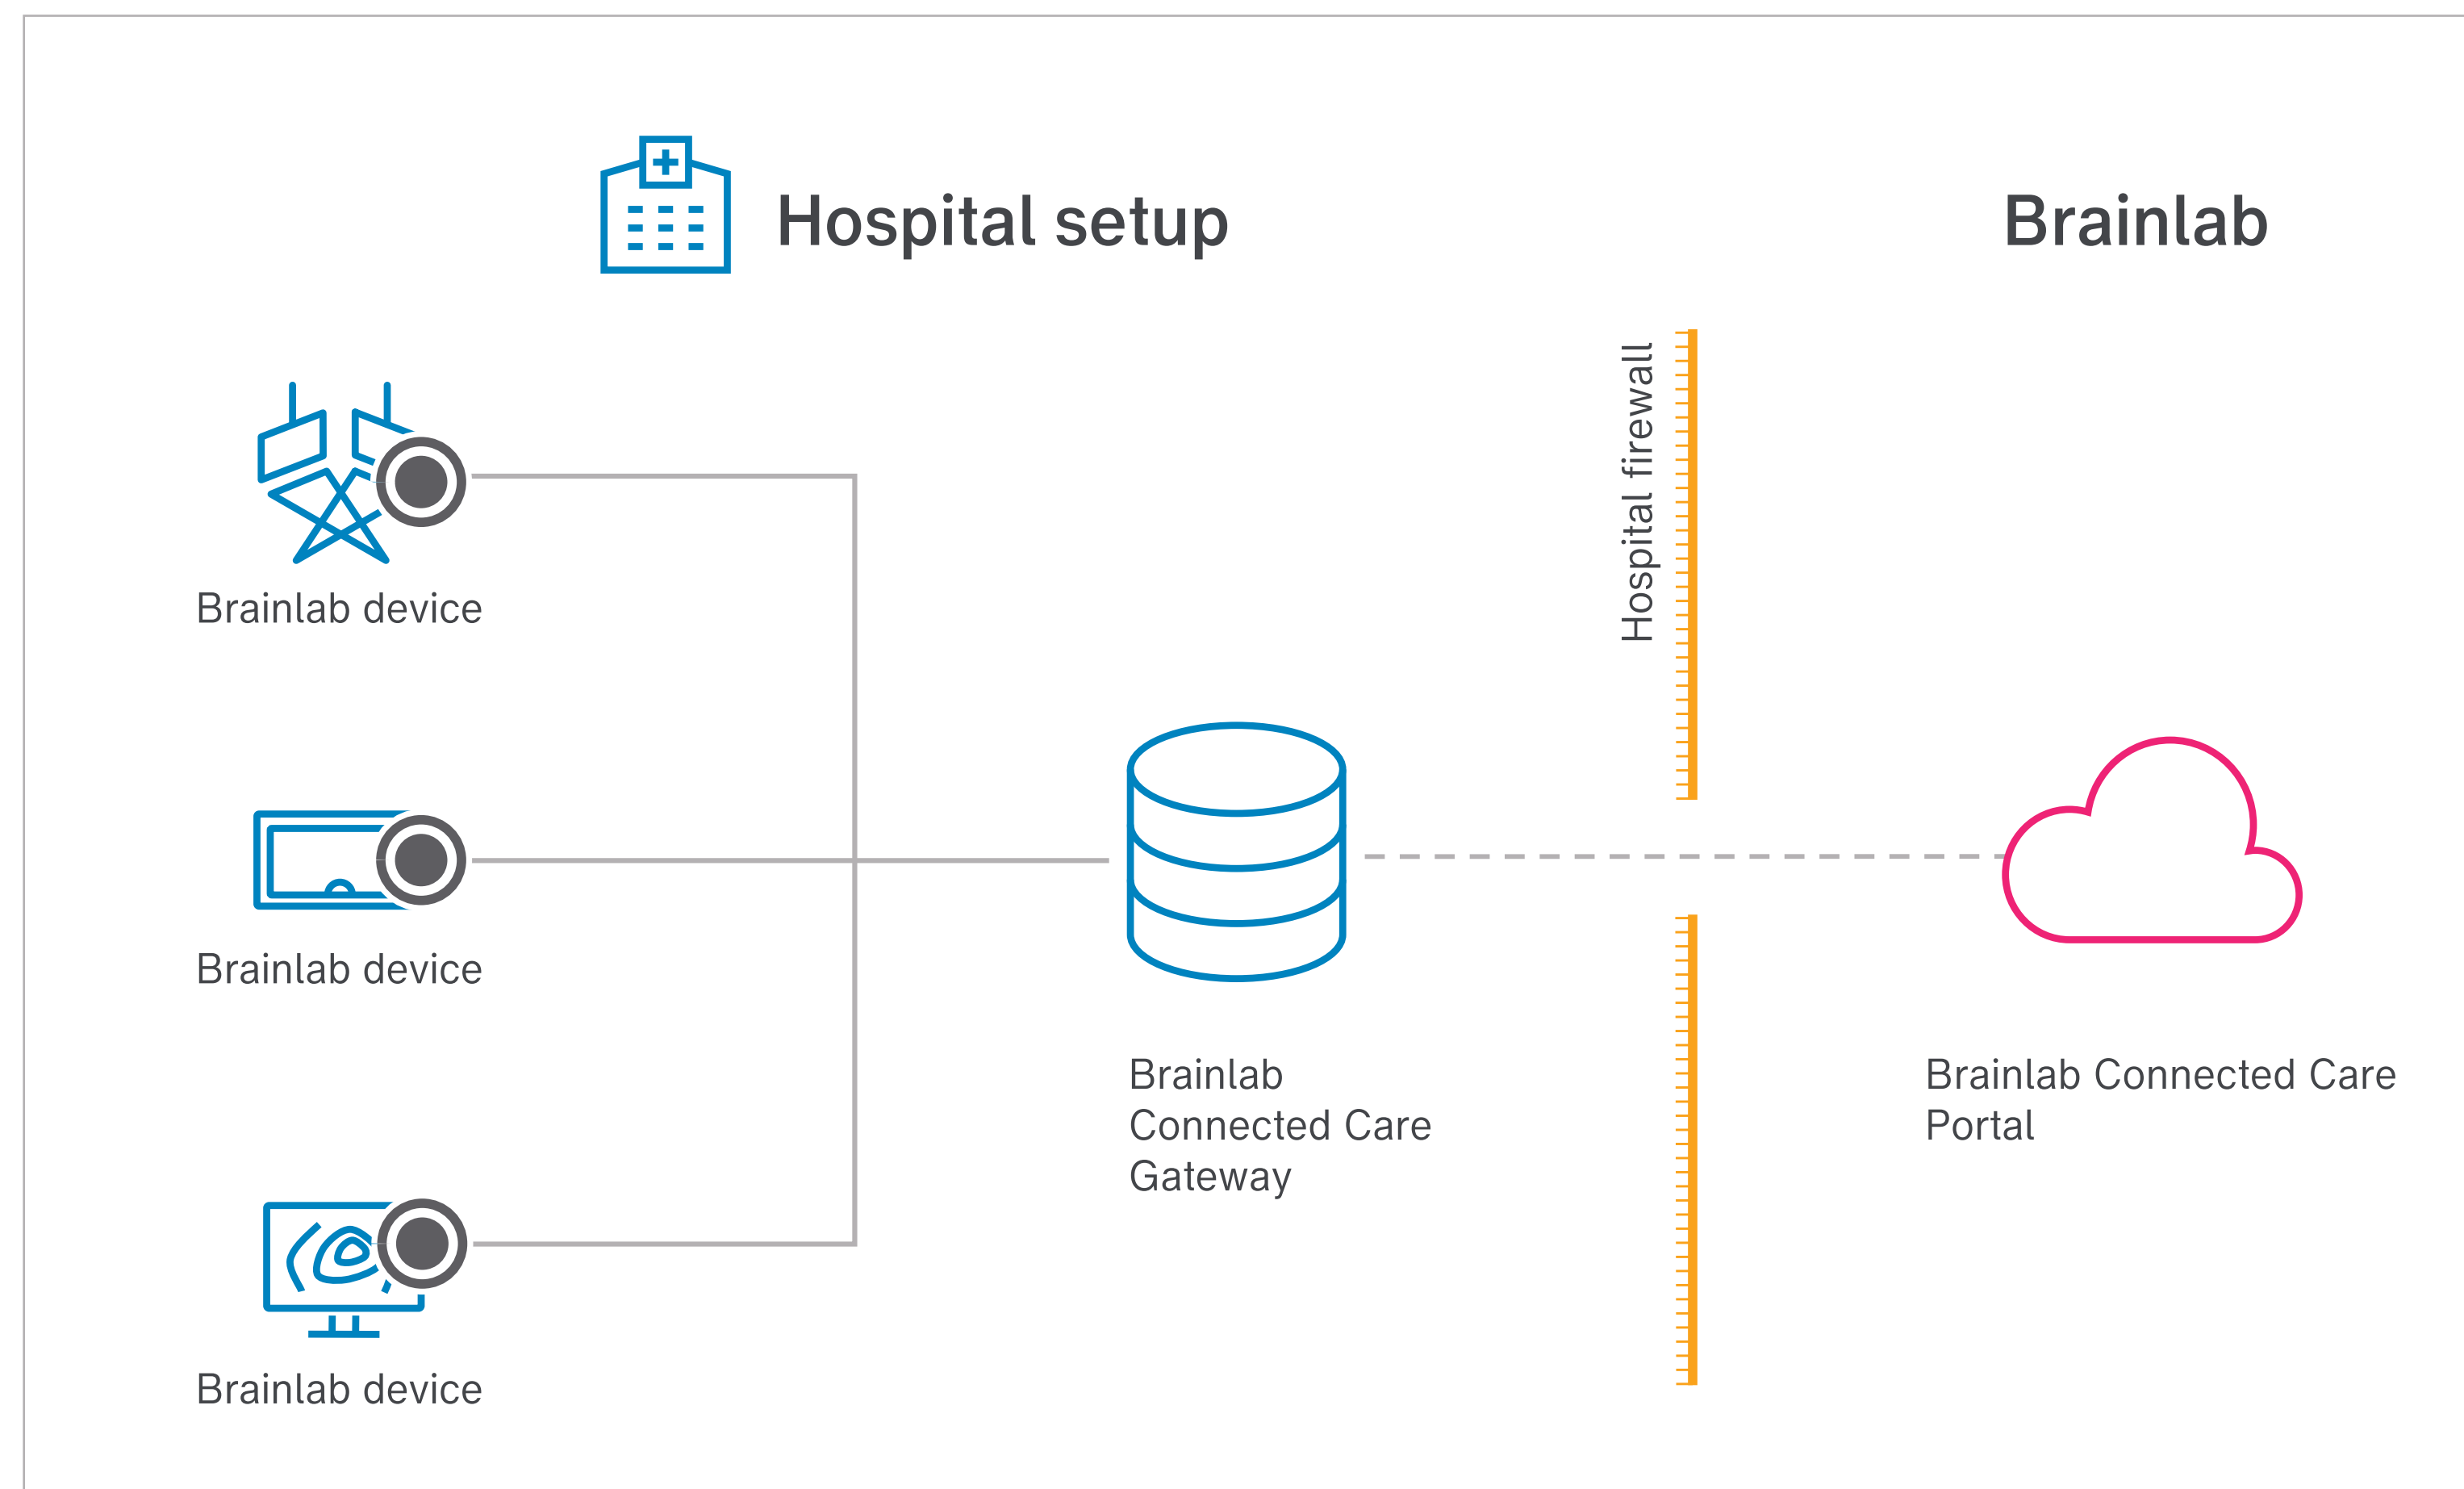 Hospital setup
Brainlab
Hospital firewall
Brainlab device
Brainlab device
Brainlab device
Brainlab
Connected Care
Gateway
Brainlab Connected Care
Portal